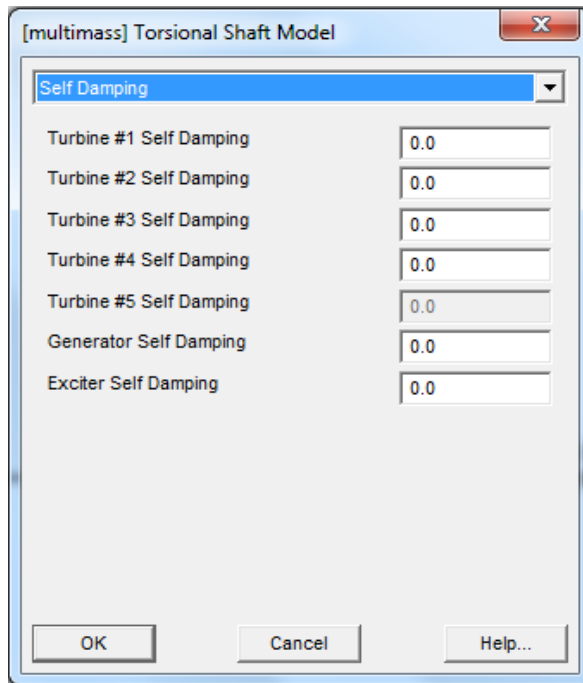 [multimass] Torsional Shaft Model
Self Damping
Turbine #1 Self Damping 0.0
Turbine #2 Self Damping 0.0
Turbine #3 Self Damping 0.0
Turbine #4 Self Damping 0.0
Turbine #5 Self Damping 0.0
Generator Self Damping 0.0
Exciter Self Damping 0.0
OK Cancel Help...